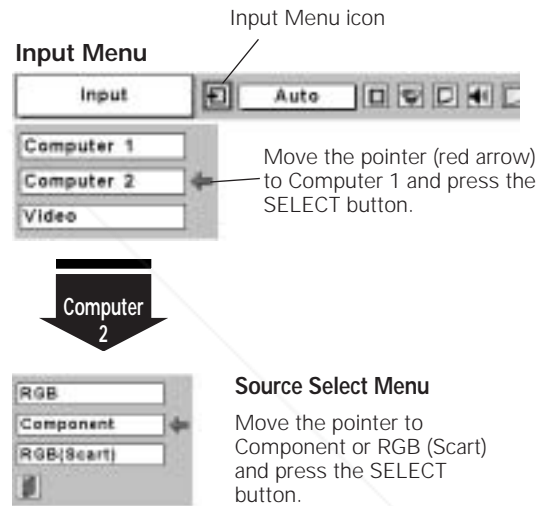 Input Menu icon
Input Menu
Input
Auto
Computer 1
Computer 2
Video
Move the pointer (red arrow)
to Computer 1 and press the
SELECT button.
Computer
2
RGB
Component
RGB(Scart)
Source Select Menu
Move the pointer to
Component or RGB (Scart)
and press the SELECT
button.